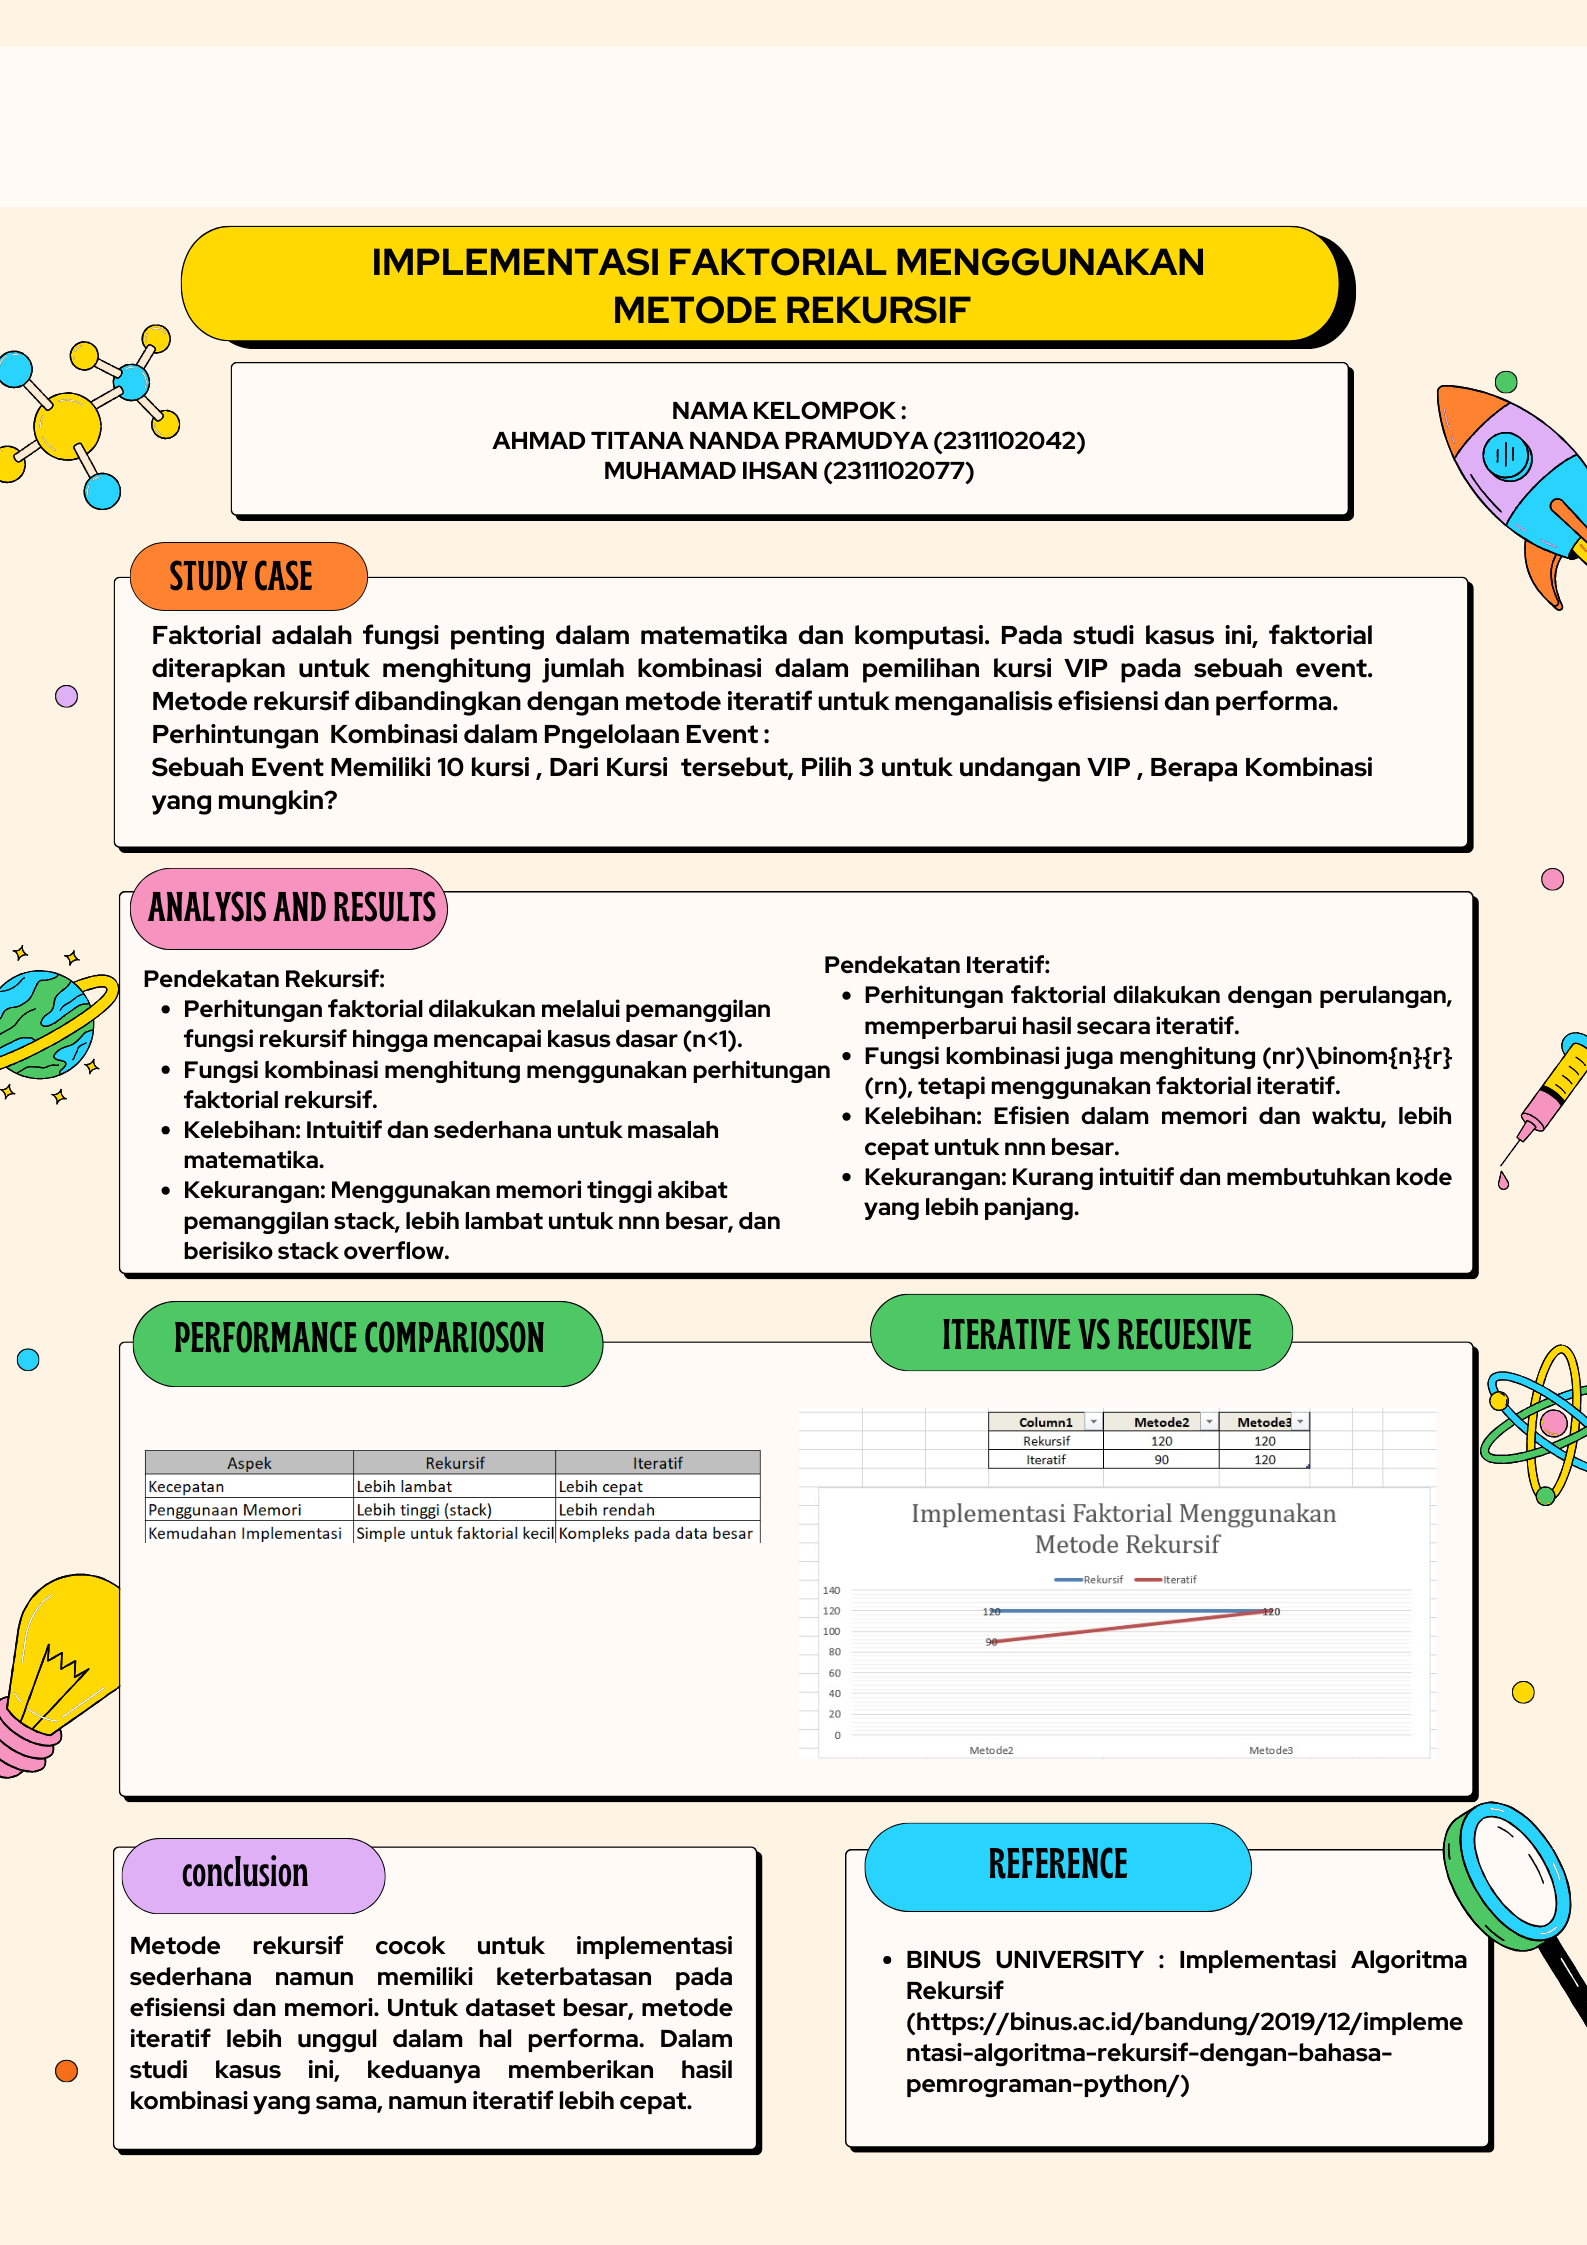 IMPLEMENTASI FAKTORIAL MENGGUNAKAN
METODE REKURSIF
NAMA KELOMPOK :
AHMAD TITANA NANDA PRAMUDYA (2311102042)
MUHAMAD IHSAN (2311102077)
STUDY CASE
Faktorial adalah fungsi penting dalam matematika dan komputasi. Pada studi kasus ini, faktorial
diterapkan untuk menghitung jumlah kombinasi dalam pemilihan kursi VIP pada sebuah event.
Metode rekursif dibandingkan dengan metode iteratif untuk menganalisis efisiensi dan performa.
Perhintungan Kombinasi dalam Pngelolaan Event :
Sebuah Event Memiliki 10 kursi , Dari Kursi tersebut, Pilih 3 untuk undangan VIP , Berapa Kombinasi
yang mungkin?
ANALYSIS AND RESULTS
Pendekatan Rekursif:
• Perhitungan faktorial dilakukan melalui pemanggilan
fungsi rekursif hingga mencapai kasus dasar (n<1).
• Fungsi kombinasi menghitung menggunakan perhitungan
faktorial rekursif.
• Kelebihan: Intuitif dan sederhana untuk masalah
matematika.
• Kekurangan: Menggunakan memori tinggi akibat
pemanggilan stack, lebih lambat untuk nnn besar, dan
berisiko stack overflow.
Pendekatan Iteratif:
• Perhitungan faktorial dilakukan dengan perulangan,
memperbarui hasil secara iteratif.
• Fungsi kombinasi juga menghitung (nr)\binom{n}{r}
(rn), tetapi menggunakan faktorial iteratif.
• Kelebihan: Efisien dalam memori dan waktu, lebih
cepat untuk nnn besar.
• Kekurangan: Kurang intuitif dan membutuhkan kode
yang lebih panjang.
PERFORMANCE COMPARIOSON
Aspek Rekursif Iteratif
Kecepatan Lebih lambat Lebih cepat
Penggunaan Memori Lebih tinggi (stack) Lebih rendah
Kemudahan Implementasi Simple untuk faktorial kecil Kompleks pada data besar
ITERATIVE VS RECUESIVE
Column1 Metode2 Metode3
Rekursif 120 120
Iteratif 90 120
Implementasi Faktorial Menggunakan
Metode Rekursif
Rekursif Iteratif
140
120 120 120
100
90
80
60
40
20
0
Metode2 Metode3
conclusion
Metode rekursif cocok untuk implementasi
sederhana namun memiliki keterbatasan pada
efisiensi dan memori. Untuk dataset besar, metode
iteratif lebih unggul dalam hal performa. Dalam
studi kasus ini, keduanya memberikan hasil
kombinasi yang sama, namun iteratif lebih cepat.
REFERENCE
• BINUS UNIVERSITY : Implementasi Algoritma
Rekursif
(https://binus.ac.id/bandung/2019/12/impleme
ntasi-algoritma-rekursif-dengan-bahasa-
pemrograman-python/)